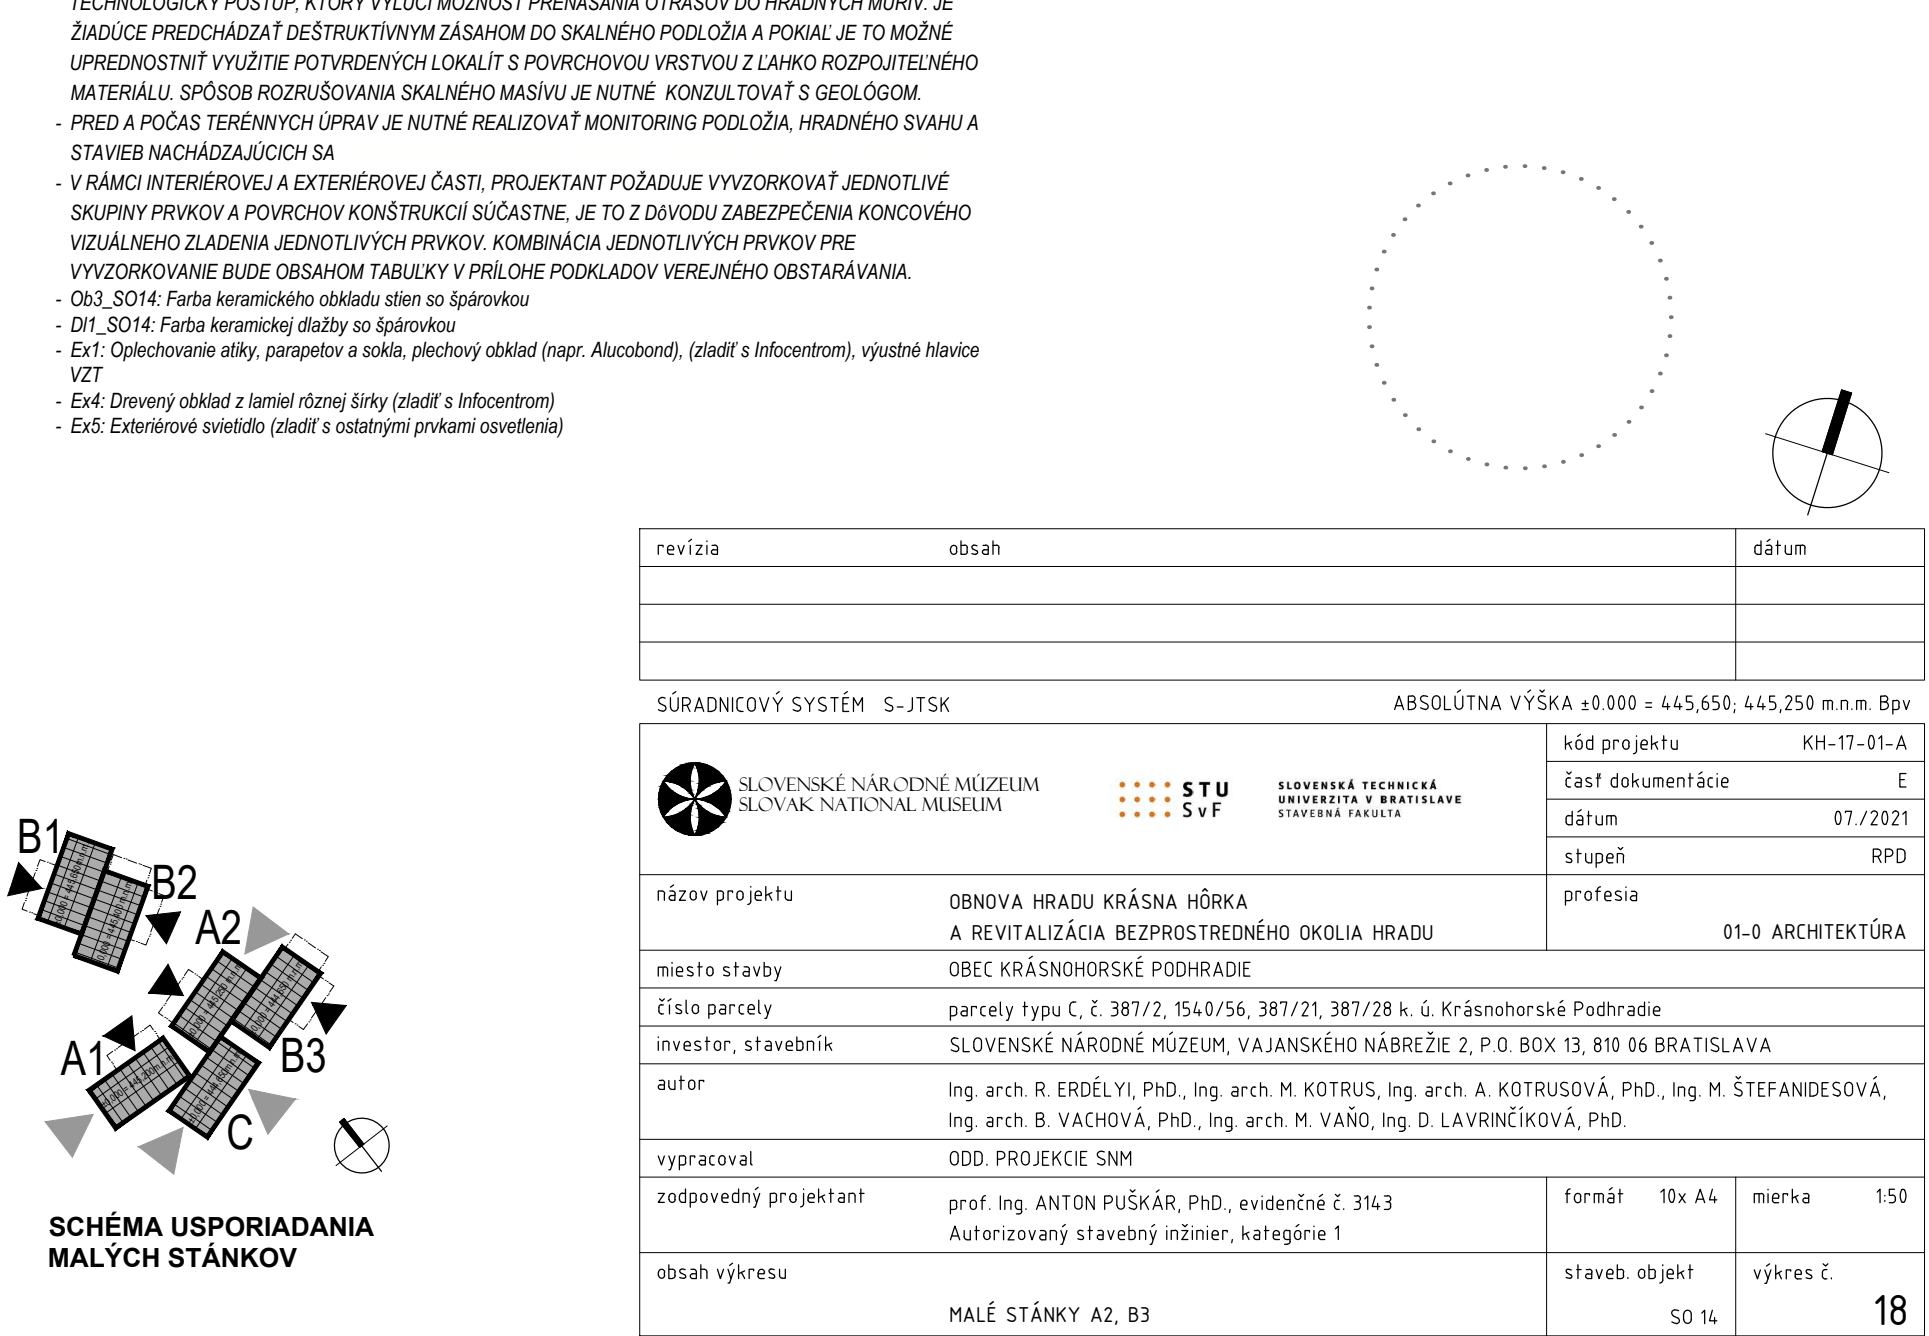 TECHNOLOGICKÝ POSTUP, KTORÝ VYLÚČI MOŽNOSŤ PRENÁŠANIA OTRASOV DO HRADNÝCH MURÍV. JE
ŽIADÚCE PREDCHÁDZAŤ DEŠTRUKTÍVNYM ZÁSAHOM DO SKALNÉHO PODLOŽIA A POKIAĽ JE TO MOŽNÉ
UPREDNOSTNIŤ VYUŽITIE POTVRDENÝCH LOKALÍT S POVRCHOVOU VRSTVOU Z ĽAHKO ROZPOJITEĽNÉHO
MATERIÁLU. SPÔSOB ROZRUŠOVANIA SKALNÉHO MASÍVU JE NUTNÉ KONZULTOVAŤ S GEOLÓGOM.
- PRED A POČAS TERÉNNYCH ÚPRAV JE NUTNÉ REALIZOVAŤ MONITORING PODLOŽIA, HRADNÉHO SVAHU A
STAVIEB NACHÁDZAJÚCICH SA
- V RÁMCI INTERIÉROVEJ A EXTERIÉROVEJ ČASTI, PROJEKTANT POŽADUJE VYVZORKOVAŤ JEDNOTLIVÉ
SKUPINY PRVKOV A POVRCHOV KONŠTRUKCIÍ SÚČASTNE, JE TO Z DôVODU ZABEZPEČENIA KONCOVÉHO
VIZUÁLNEHO ZLADENIA JEDNOTLIVÝCH PRVKOV. KOMBINÁCIA JEDNOTLIVÝCH PRVKOV PRE
VYVZORKOVANIE BUDE OBSAHOM TABUĽKY V PRÍLOHE PODKLADOV VEREJNÉHO OBSTARÁVANIA.
- Ob3_SO14: Farba keramického obkladu stien so špárovkou
- Dl1_SO14: Farba keramickej dlažby so špárovkou
- Ex1: Oplechovanie atiky, parapetov a sokla, plechový obklad (napr. Alucobond), (zladiť s Infocentrom), výustné hlavice
VZT
- Ex4: Drevený obklad z lamiel rôznej šírky (zladiť s Infocentrom)
- Ex5: Exteriérové svietidlo (zladiť s ostatnými prvkami osvetlenia)
revízia obsah dátum
SÚRADNICOVÝ SYSTÉM S-JTSK ABSOLÚTNA VÝŠKA ±0.000 = 445,650; 445,250 m.n.m. Bpv
SLOVENSKÉ NÁRODNÉ MÚZEUM
SLOVAK NATIONAL MUSEUM
STU
SvF
SLOVENSKÁ TECHNICKÁ
UNIVERZITA V BRATISLAVE
STAVEBNÁ FAKULTA
kód projektu KH-17-01-A
časť dokumentácie E
dátum 07./2021
stupeň RPD
názov projektu OBNOVA HRADU KRÁSNA HÔRKA
A REVITALIZÁCIA BEZPROSTREDNÉHO OKOLIA HRADU
profesia
01-0 ARCHITEKTÚRA
miesto stavby OBEC KRÁSNOHORSKÉ PODHRADIE
číslo parcely parcely typu C, č. 387/2, 1540/56, 387/21, 387/28 k. ú. Krásnohorské Podhradie
investor, stavebník SLOVENSKÉ NÁRODNÉ MÚZEUM, VAJANSKÉHO NÁBREŽIE 2, P.O. BOX 13, 810 06 BRATISLAVA
autor Ing. arch. R. ERDÉLYI, PhD., Ing. arch. M. KOTRUS, Ing. arch. A. KOTRUSOVÁ, PhD., Ing. M. ŠTEFANIDESOVÁ,
Ing. arch. B. VACHOVÁ, PhD., Ing. arch. M. VAŇO, Ing. D. LAVRINČÍKOVÁ, PhD.
vypracoval ODD. PROJEKCIE SNM
zodpovedný projektant prof. Ing. ANTON PUŠKÁR, PhD., evidenčné č. 3143
Autorizovaný stavebný inžinier, kategórie 1
formát 10x A4 mierka 1:50
obsah výkresu
MALÉ STÁNKY A2, B3
staveb. objekt
SO 14
výkres č.
18
B1
B2
A2
A1
B3
C
SCHÉMA USPORIADANIA
MALÝCH STÁNKOV